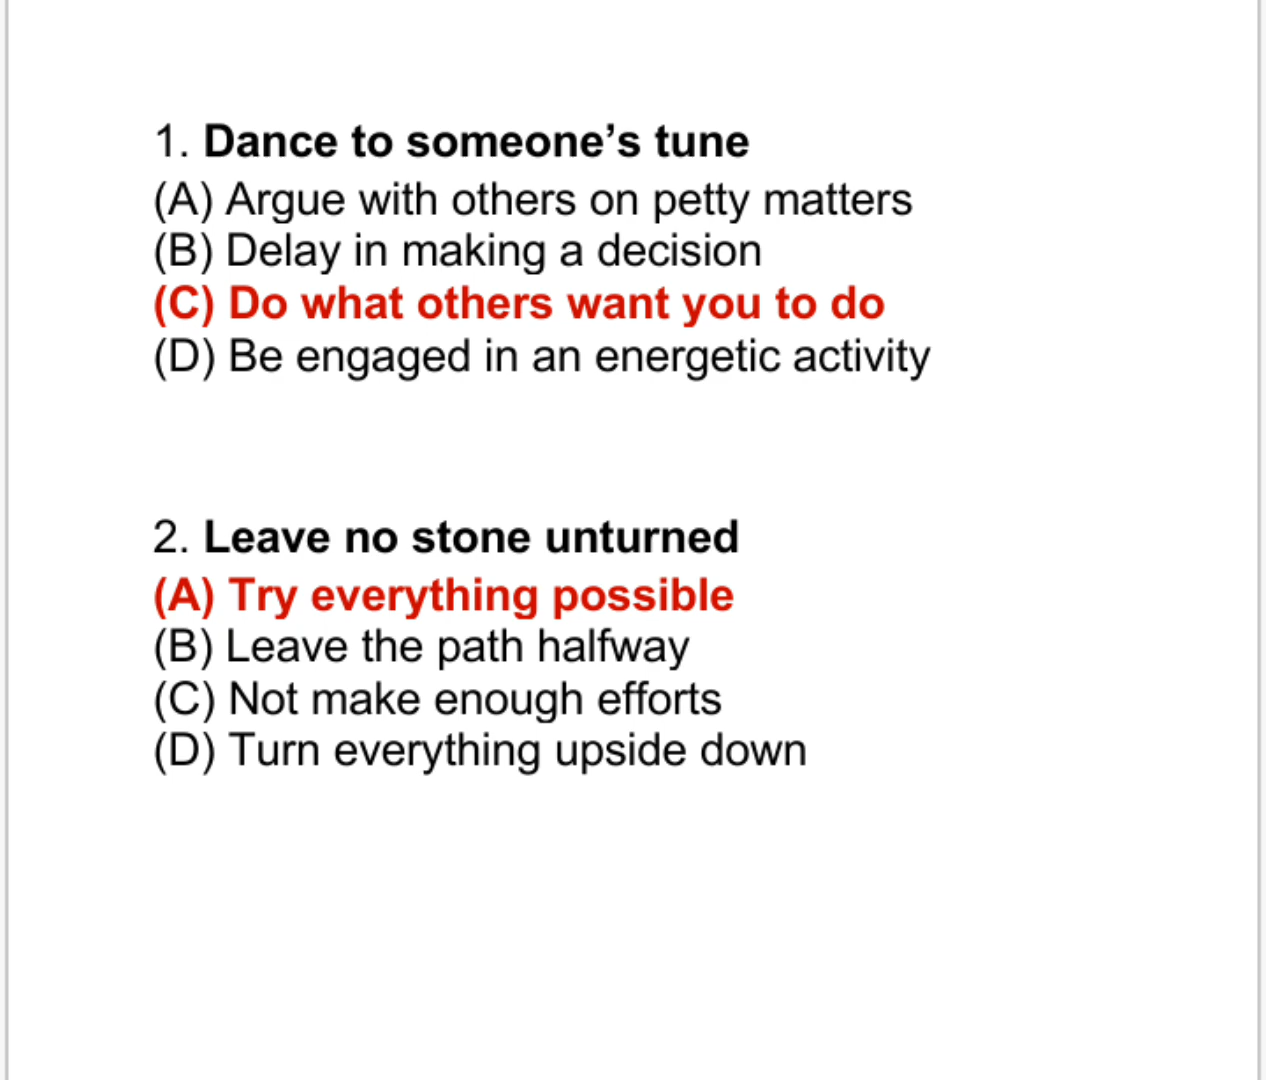 1. Dance to someone’s tune
(A) Argue with others on petty matters
(B) Delay in making a decision
(C) Do what others want you to do
(D) Be engaged in an energetic activity
2. Leave no stone unturned
(A) Try everything possible
(B) Leave the path halfway
(C) Not make enough efforts
(D) Turn everything upside down